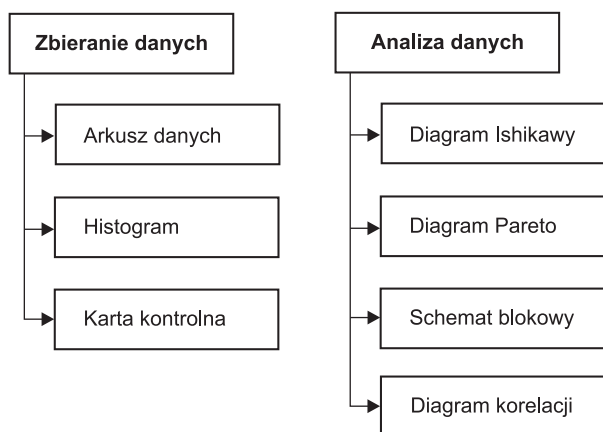 Zbieranie danych
Arkusz danych
Histogram
Karta kontrolna
Analiza danych
Diagram Ishikawy
Diagram Pareto
Schemat blokowy
Diagram korelacji